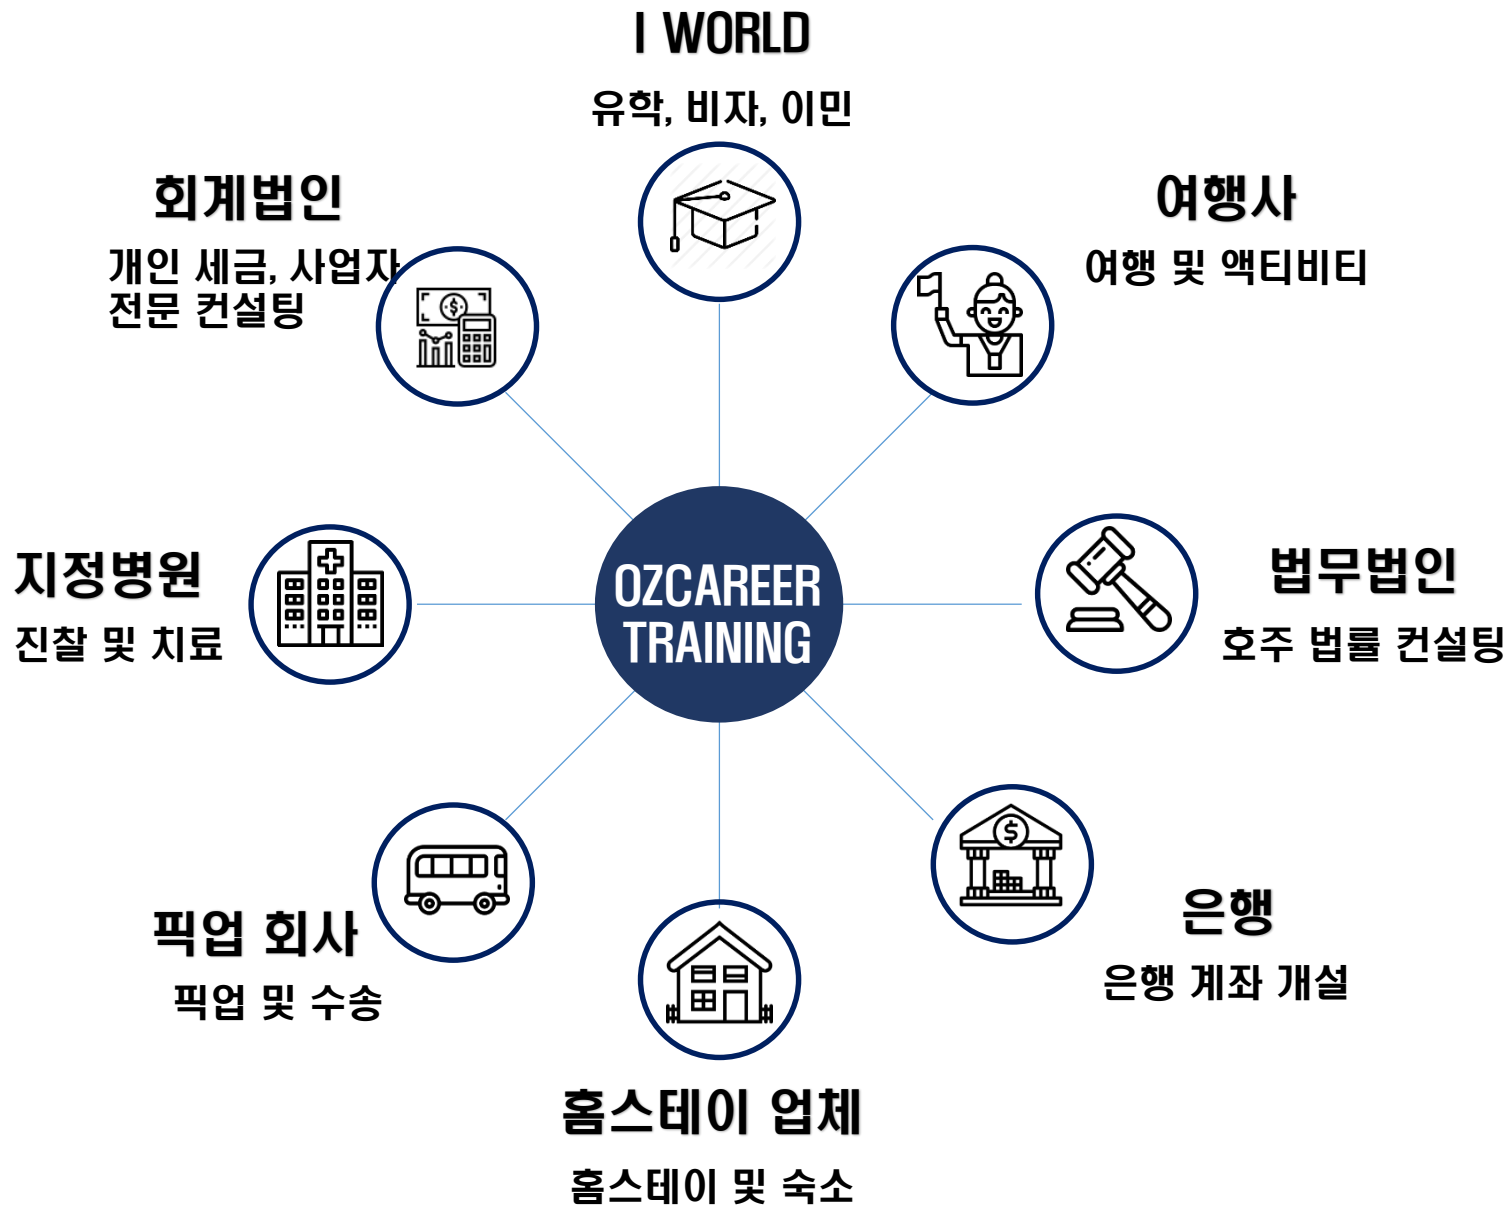 I WORLD
유학, 비자, 이민
회계법인
개인 세금, 사업자
전문 컨설팅
여행사
여행 및 액티비티
지정병원
진찰 및 치료
OZCAREER
TRAINING
법무법인
호주 법률 컨설팅
픽업 회사
픽업 및 수송
은행
은행 계좌 개설
홈스테이 업체
홈스테이 및 숙소